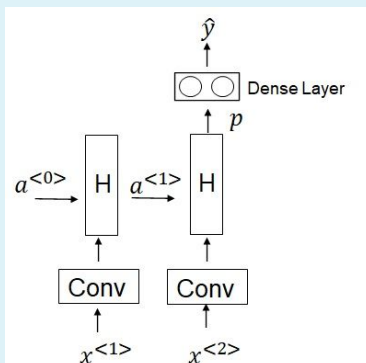 ŷ
Dense Layer
p
a<0> H a<1> H
Conv Conv
x<1> x<2>